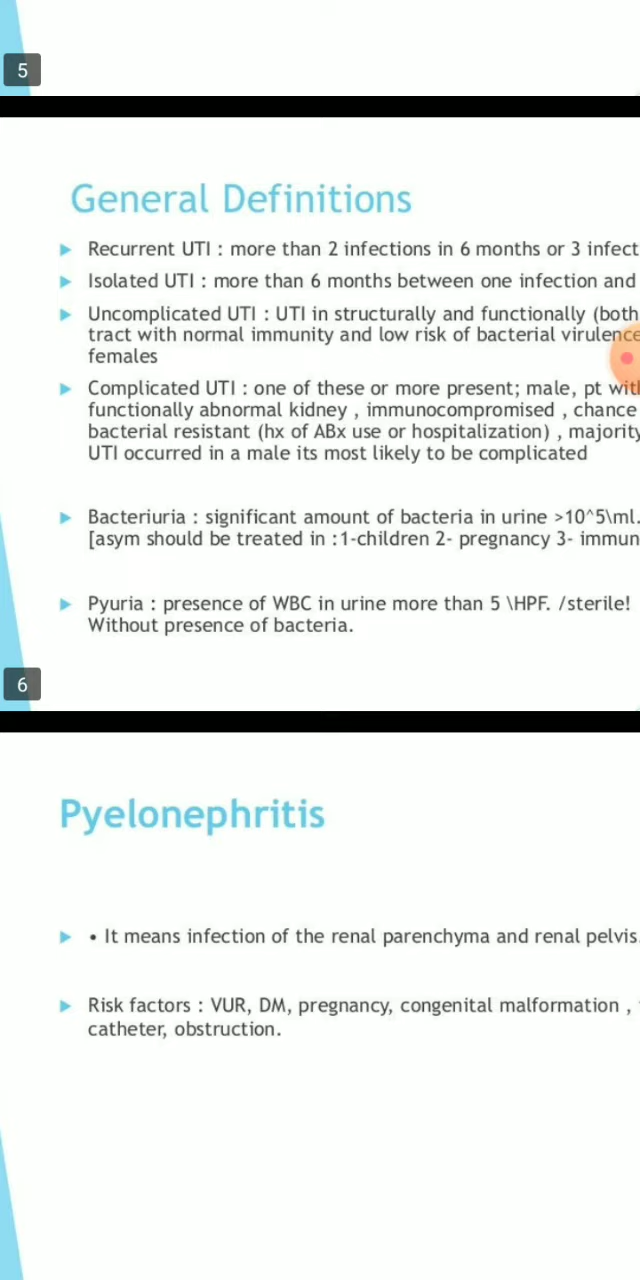 5
General Definitions
Recurrent UTI : more than 2 infections in 6 months or 3 infect
Isolated UTI : more than 6 months between one infection and
Uncomplicated UTI : UTI in structurally and functionally (both
tract with normal immunity and low risk of bacterial virulence
females
Complicated UTI : one of these or more present; male, pt with
functionally abnormal kidney , immunocompromised , chance
bacterial resistant (hx of ABx use or hospitalization) , majority
UTI occurred in a male its most likely to be complicated
Bacteriuria : significant amount of bacteria in urine >10^5\ml.
[asym should be treated in :1-children 2- pregnancy 3- immun
Pyuria : presence of WBC in urine more than 5 \HPF. /sterile!
Without presence of bacteria.
6
Pyelonephritis
• It means infection of the renal parenchyma and renal pelvis.
Risk factors : VUR, DM, pregnancy, congenital malformation ,
catheter, obstruction.